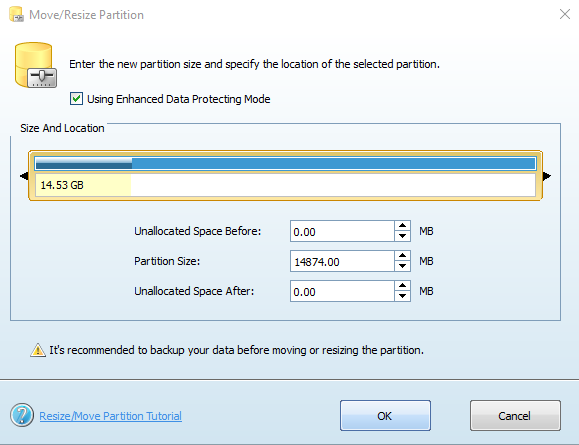 Move/Resize Partition
Enter the new partition size and specify the location of the selected partition.
Using Enhanced Data Protecting Mode
Size And Location
14.53 GB
Unallocated Space Before: 0.00 MB
Partition Size: 14874.00 MB
Unallocated Space After: 0.00 MB
It's recommended to backup your data before moving or resizing the partition.
Resize/Move Partition Tutorial OK Cancel